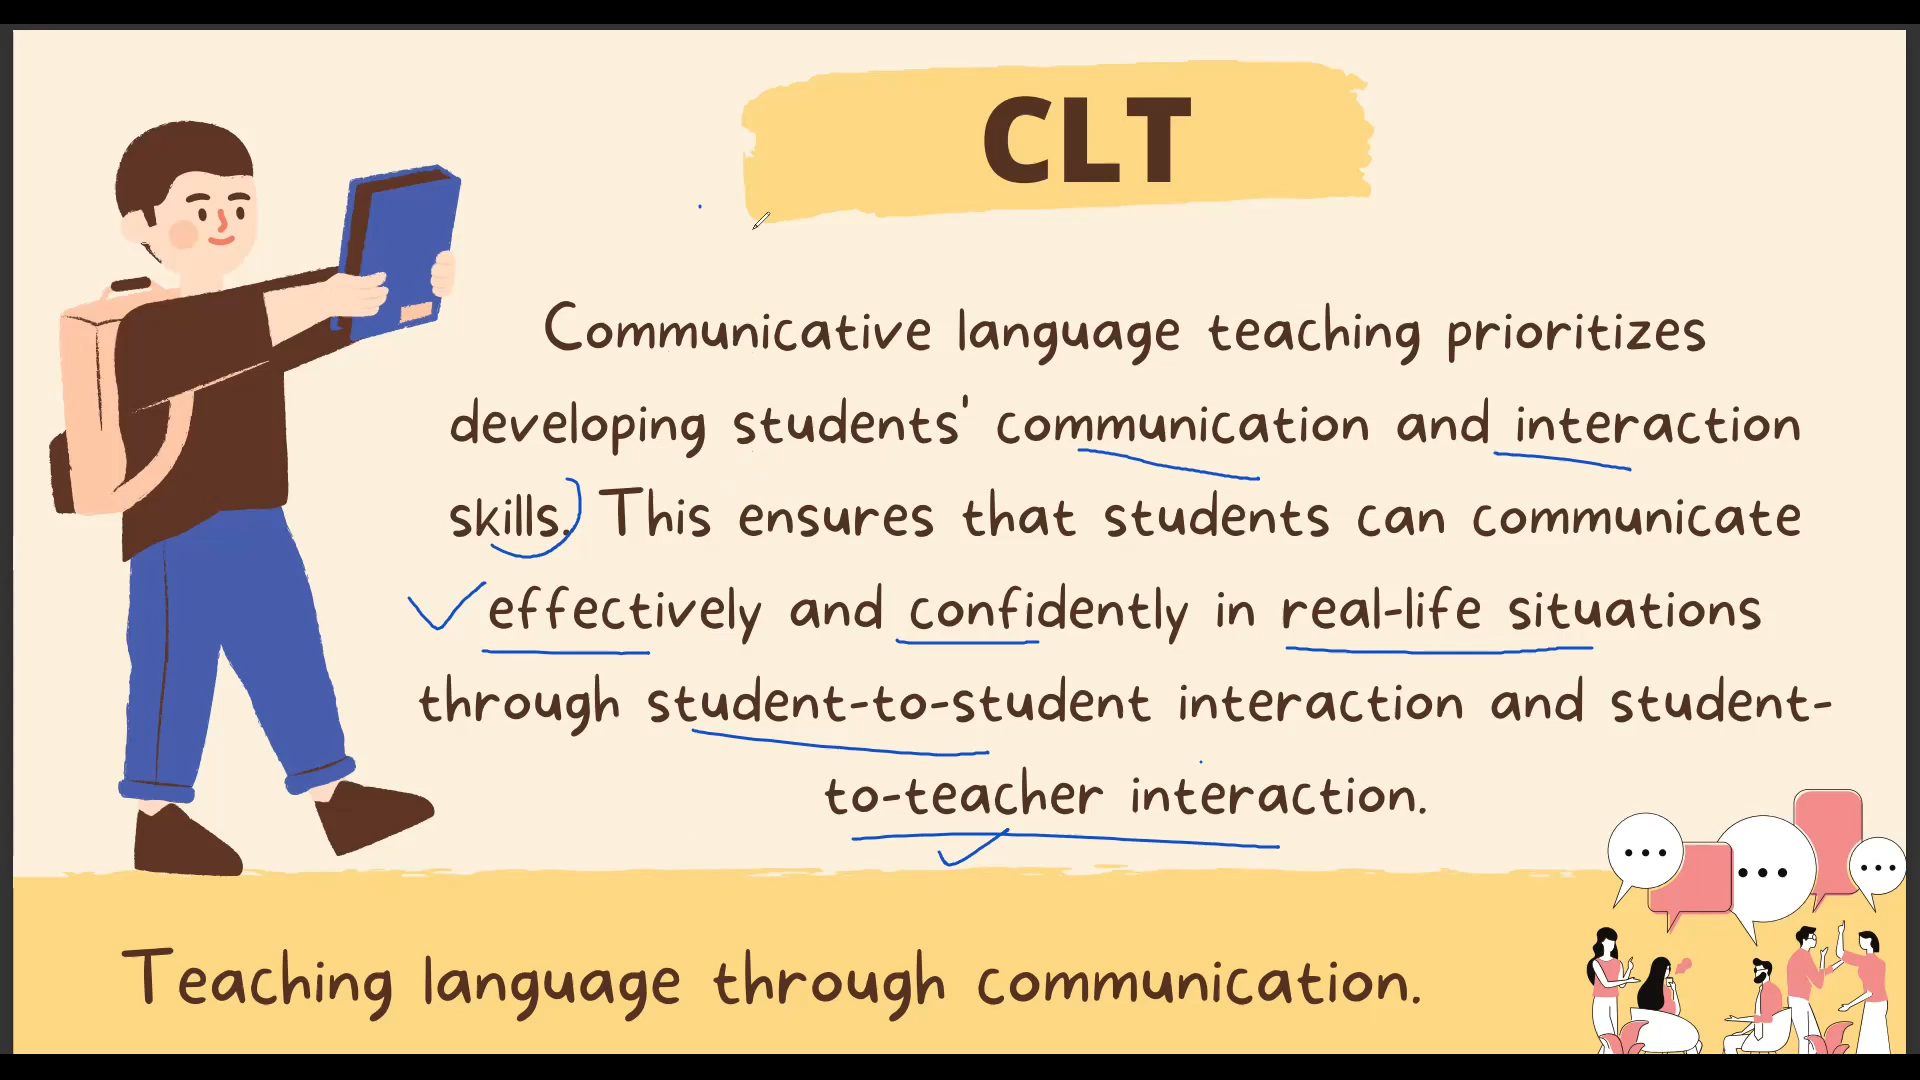 CLT
Communicative language teaching prioritizes
developing students' communication and interaction
skills. This ensures that students can communicate
effectively and confidently in real-life situations
through student-to-student interaction and student-
to-teacher interaction.
Teaching language through communication.